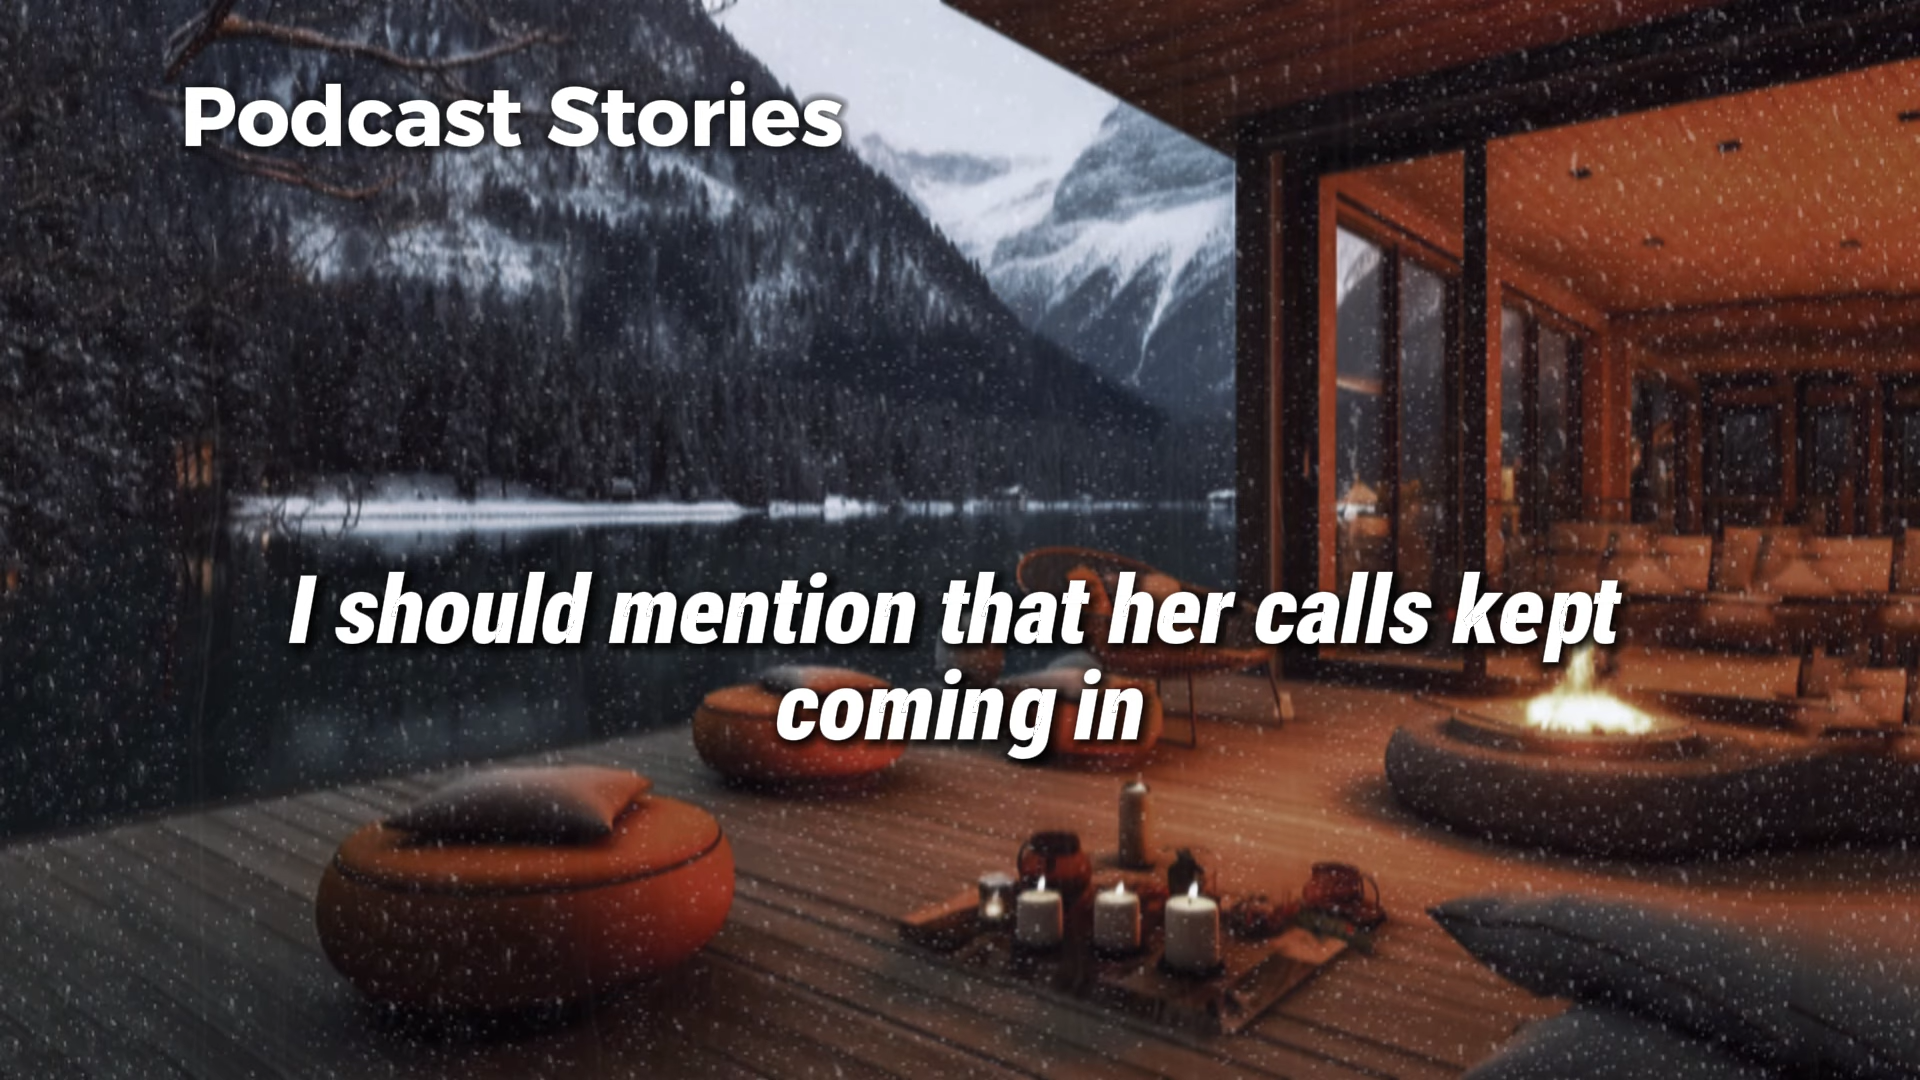 Podcast Stories
I should mention that her calls kept
coming in